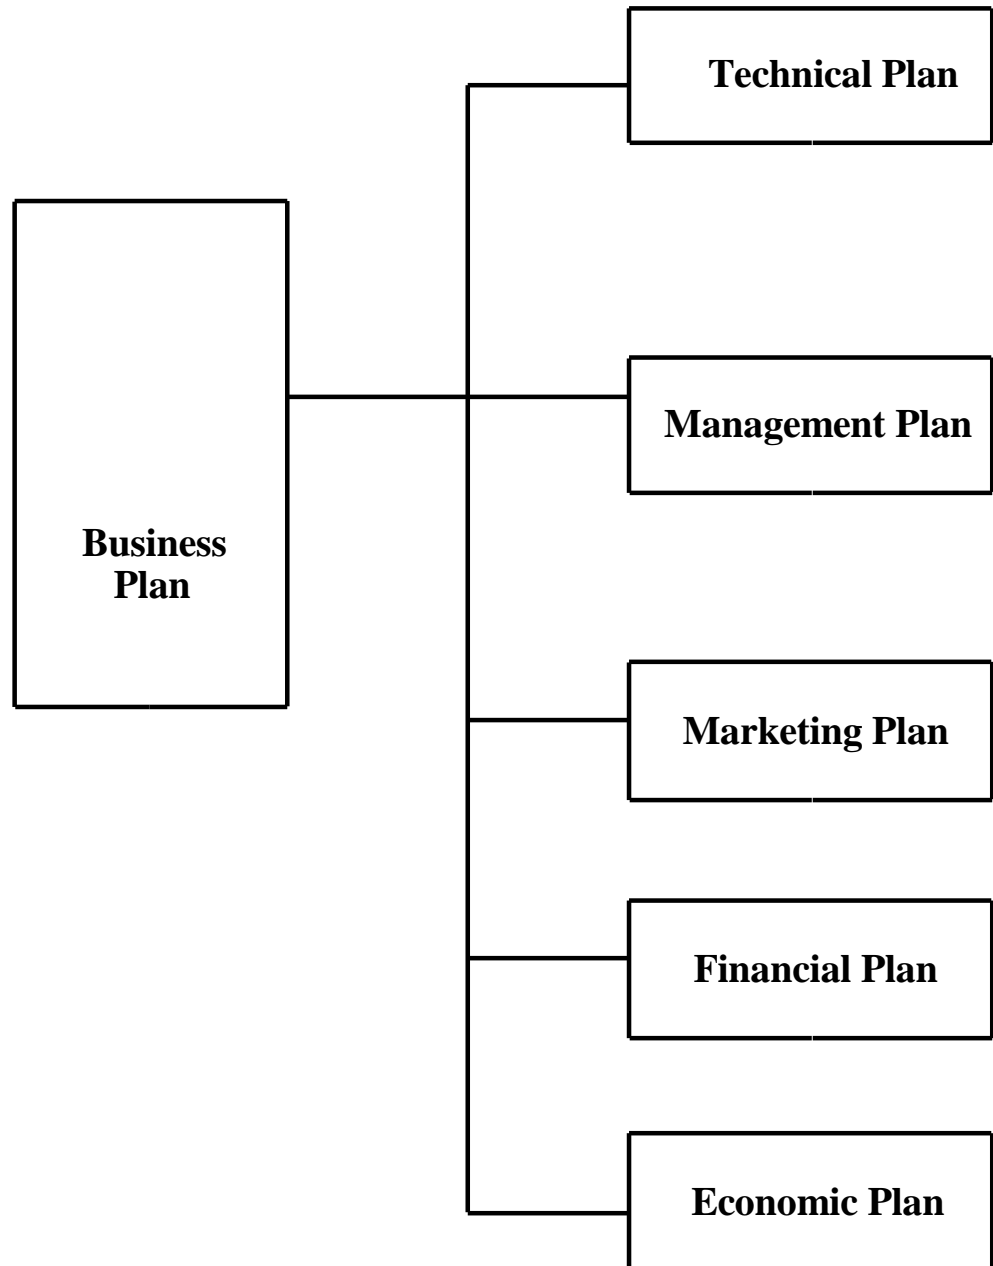 Technical Plan
Management Plan
Business
Plan
Marketing Plan
Financial Plan
Economic Plan